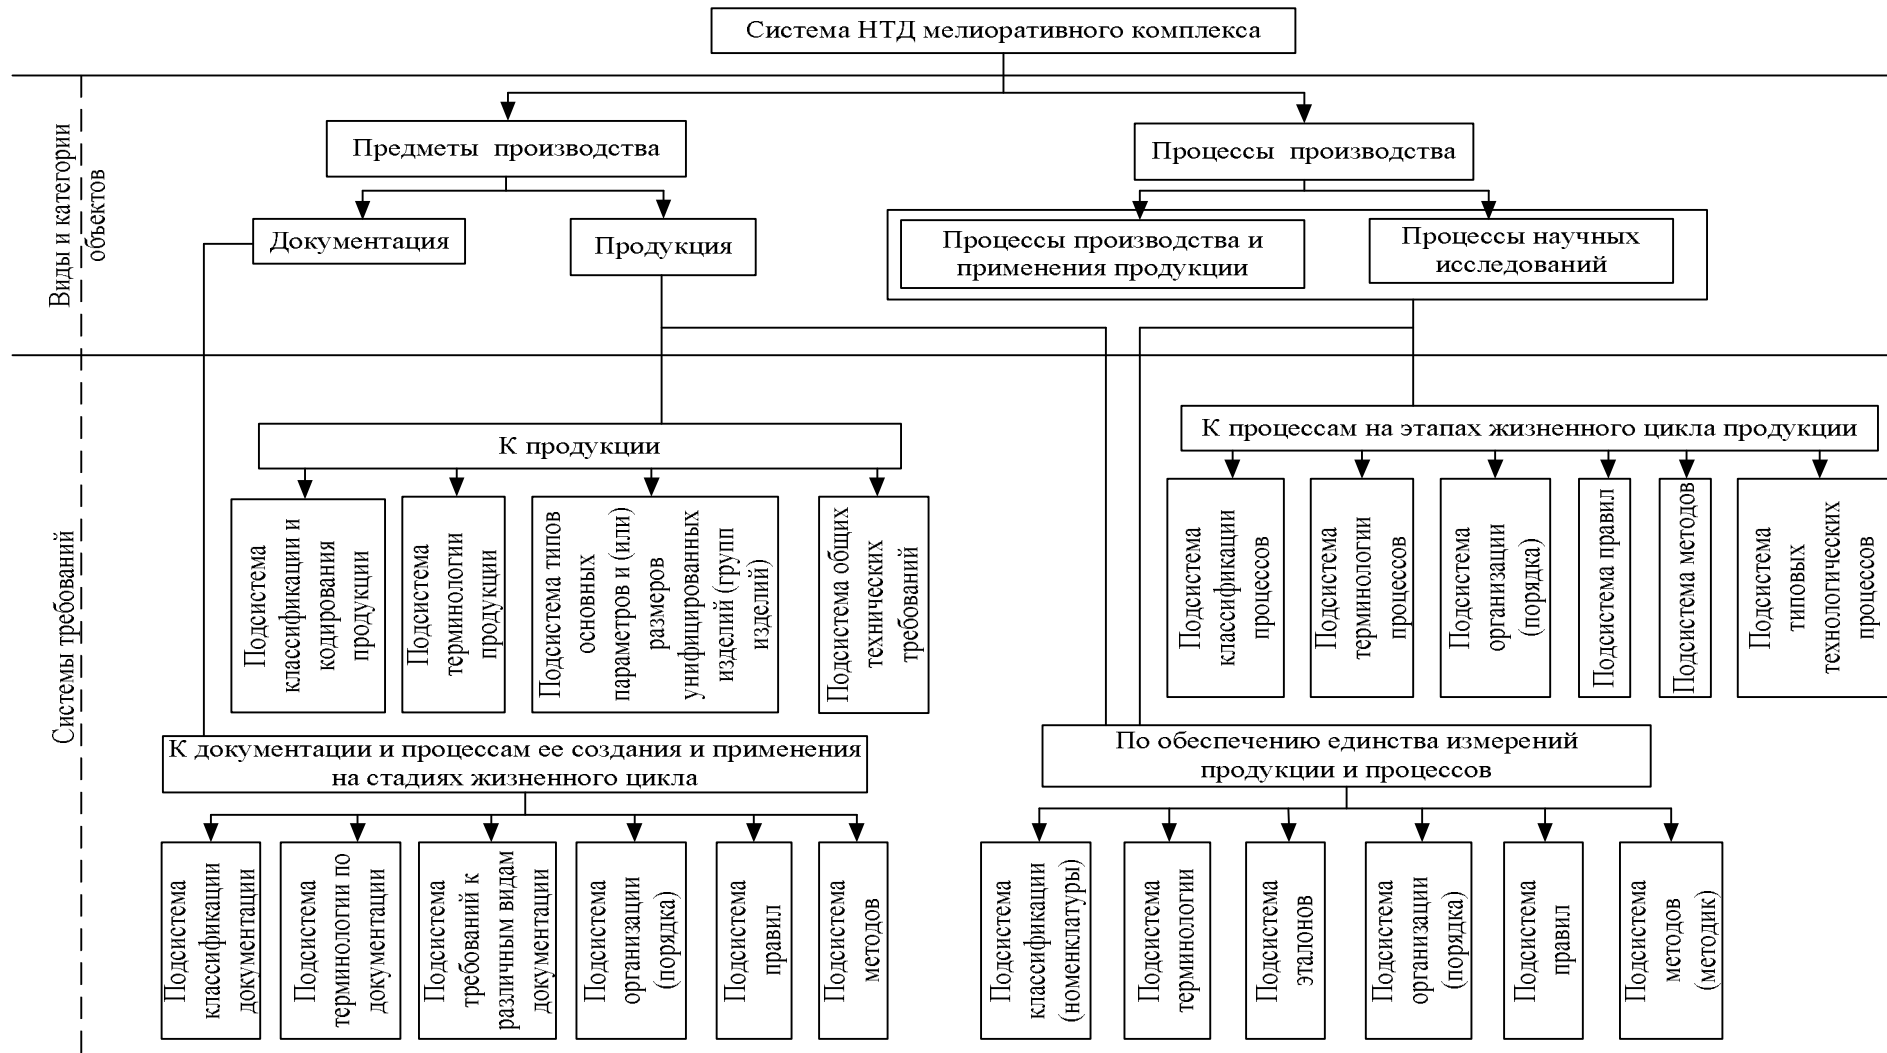 Система НТД мелиоративного комплекса
Виды и категории
объектов
Предметы производства
Процессы производства
Документация
Продукция
Процессы производства и
применения продукции
Процессы научных
исследований
Системы требований
К продукции
К процессам на этапах жизненного цикла продукции
Подсистема
классификации и
кодирования
продукции
Подсистема
терминологии
продукции
Подсистема типов
основных
параметров и (или)
размеров
унифицированных
изделий (групп
изделий)
Подсистема общих
технических
требований
Подсистема
классификации
процессов
Подсистема
терминологии
процессов
Подсистема
организации
(порядка)
Подсистема правил
Подсистема методов
Подсистема
типовых
технологических
процессов
К документации и процессам ее создания и применения
на стадиях жизненного цикла
По обеспечению единства измерений
продукции и процессов
Подсистема
классификации
документации
Подсистема
терминологии по
документации
Подсистема
требований к
различным видам
документации
Подсистема
организации
(порядка)
Подсистема
правил
Подсистема
методов
Подсистема
классификации
(номенклатуры)
Подсистема
терминологии
Подсистема
эталонов
Подсистема
организации
(порядка)
Подсистема
правил
Подсистема
методов
(методик)